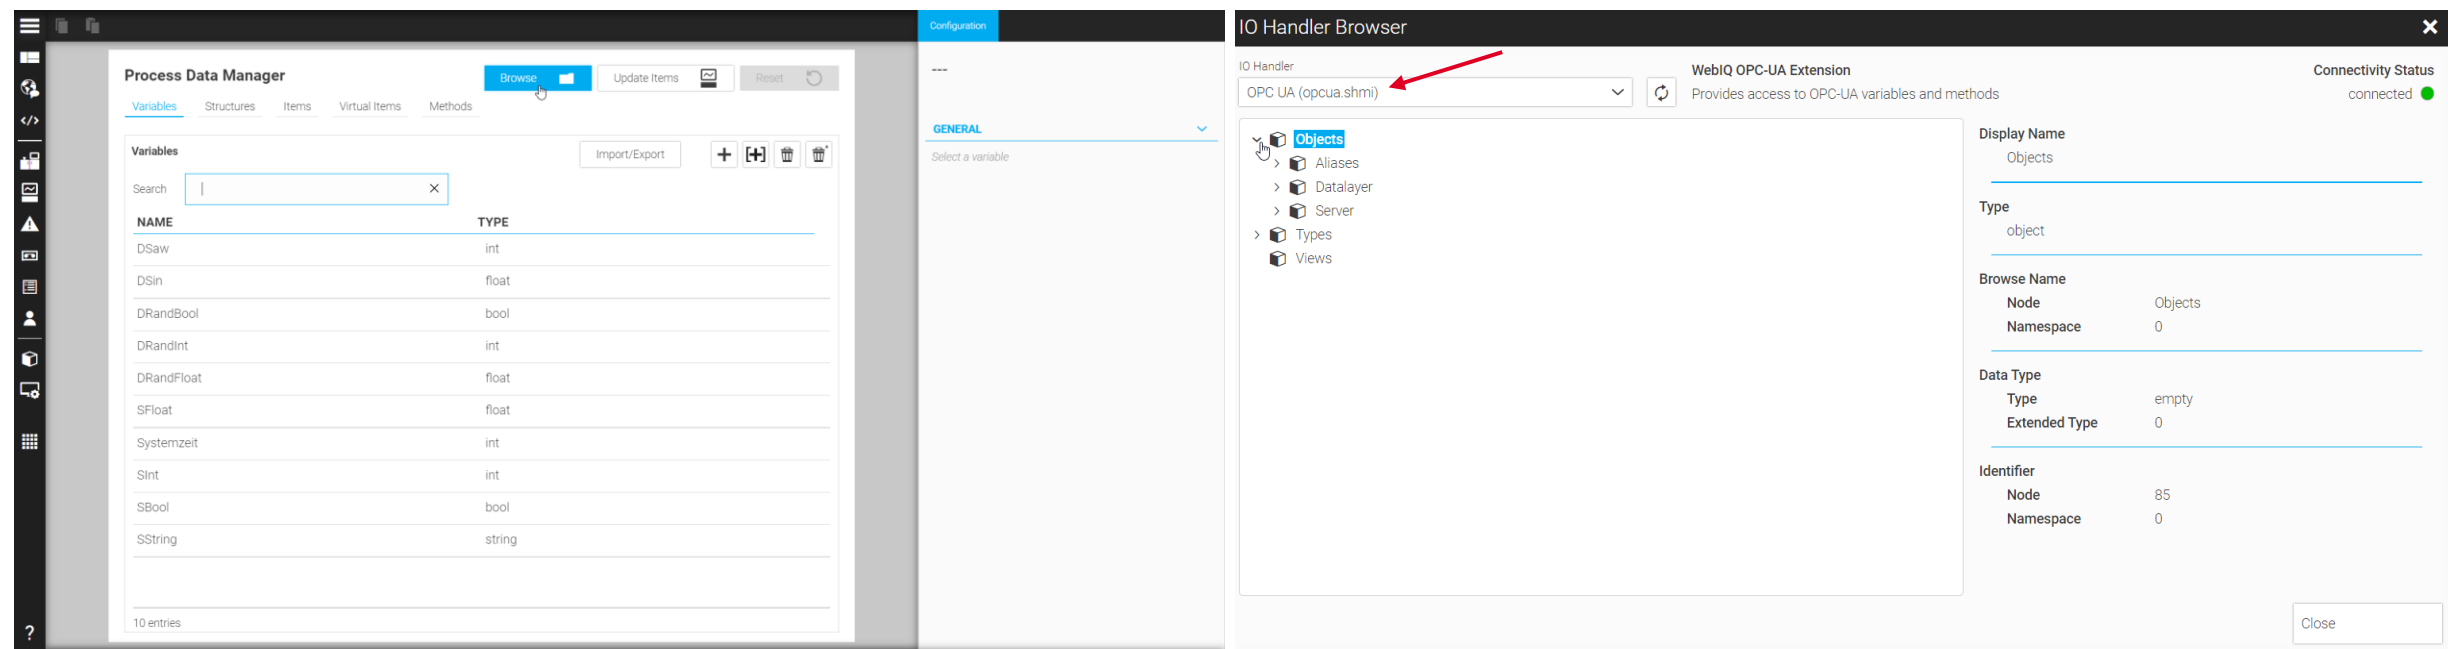 Configuration
Process Data Manager
Browse
Update Items
Reset
Variables Structures Items Virtual Items Methods
Variables
Import/Export
Search
NAME TYPE
DSaw int
DSin float
DRandBool bool
DRandInt int
DRandFloat float
SFloat float
Systemzeit int
SInt int
SBool bool
SString string
10 entries
?
---
GENERAL
Select a variable
IO Handler Browser
IO Handler
OPC UA (opcua.shmi)
WebIQ OPC-UA Extension
Provides access to OPC-UA variables and methods
Connectivity Status
connected
Objects
Aliases
Datalayer
Server
Types
Views
Display Name
Objects
Type
object
Browse Name
Node Objects
Namespace 0
Data Type
Type empty
Extended Type 0
Identifier
Node 85
Namespace 0
Close